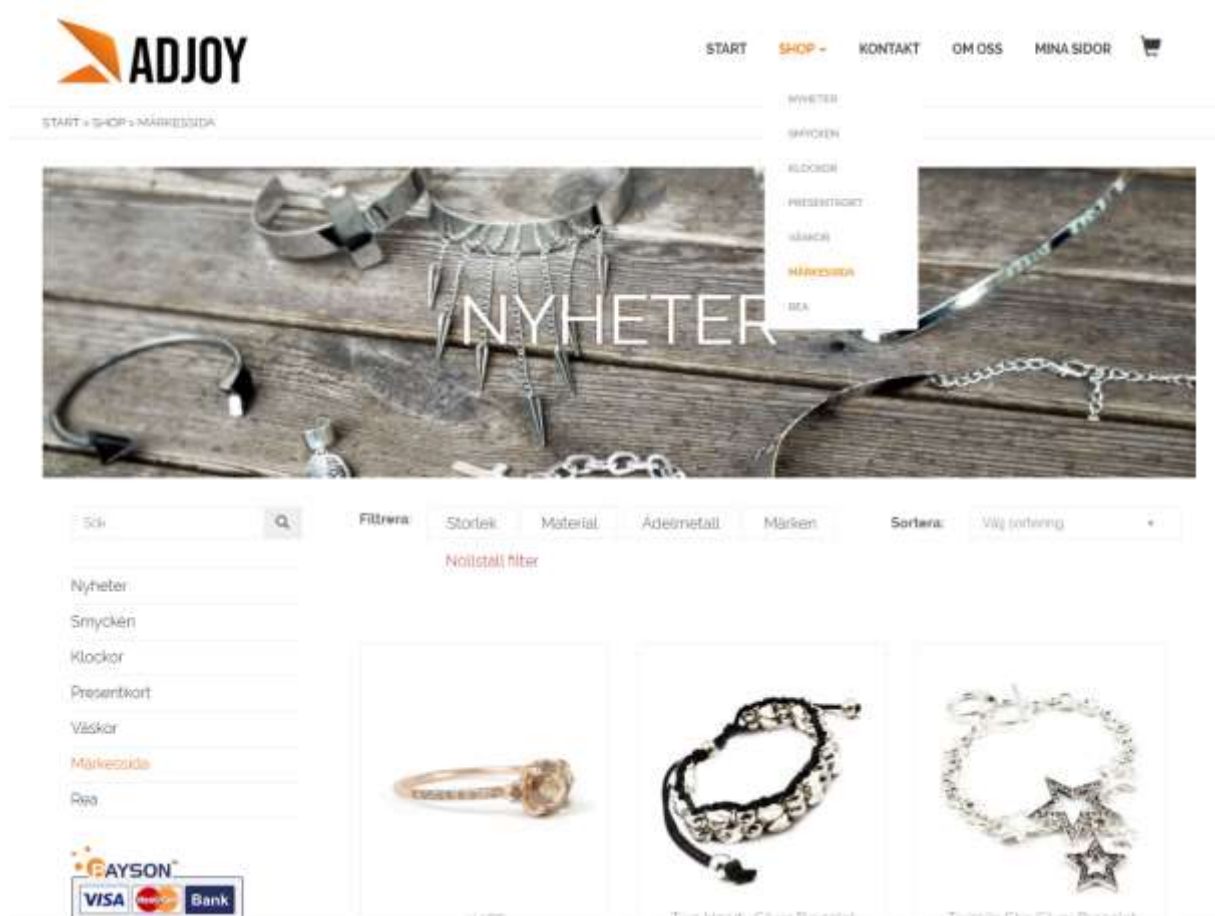 ADJOY
START SHOP KONTAKT OM OSS MINA SIDOR
NYHETER
SMYCKEN
KLOCKOR
PRESENTKORT
VÄSKOR
MÄRKESSIDA
REA
START » SHOP » MÄRKESSIDA
NYHETER
Sök
Filtrera: Storlek Material Ädelmetall Märken Sortera: Välj sortering
Nollställ filter
Nyheter
Smycken
Klockor
Presentkort
Väskor
Märkessida
Rea
PAYSON
VISA MasterCard Bank